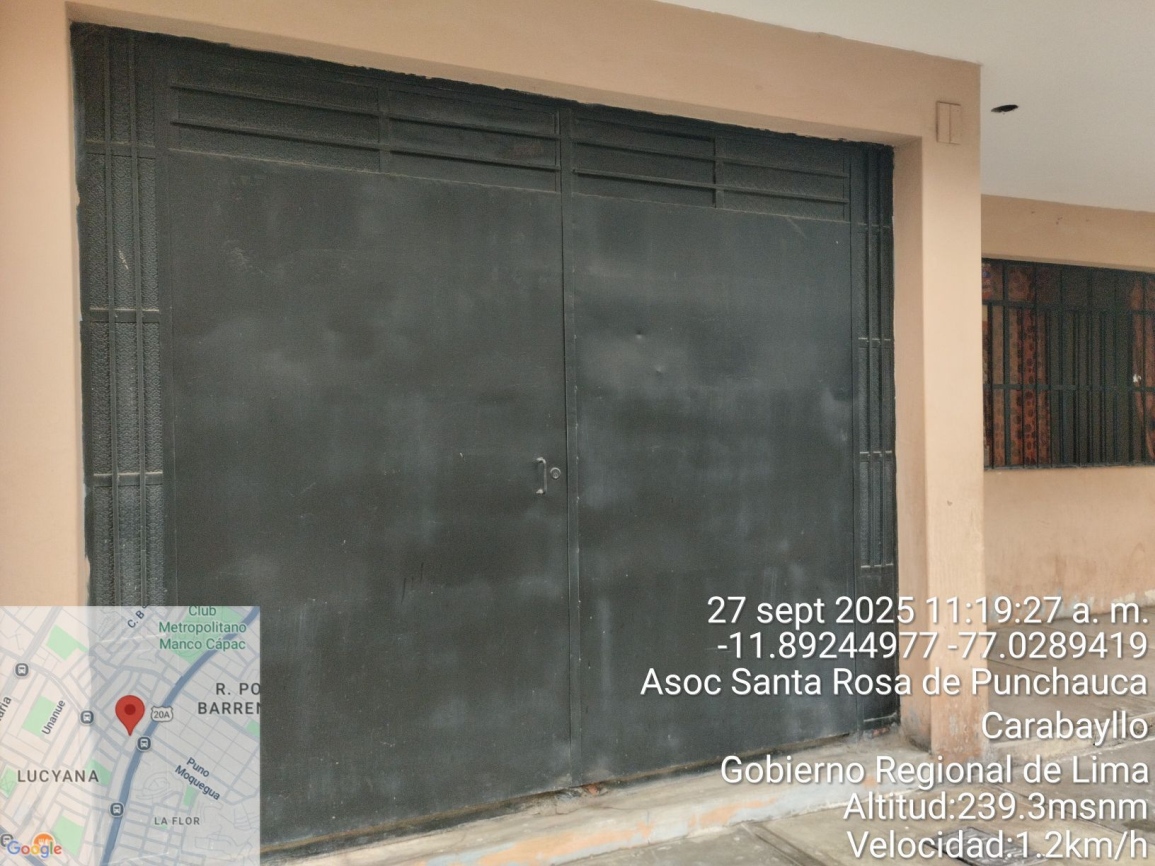 27 sept 2025 11:19:27 a. m.
-11.89244977 -77.0289419
Asoc Santa Rosa de Punchauca
Carabayllo
Gobierno Regional de Lima
Altitud:239.3msnm
Velocidad:1.2km/h
Club
Metropolitano
Manco Cápac
C. B
R. PO
BARREN
20A
Unanue
LUCYANA
Puno
Moquegua
LA FLOR
Google